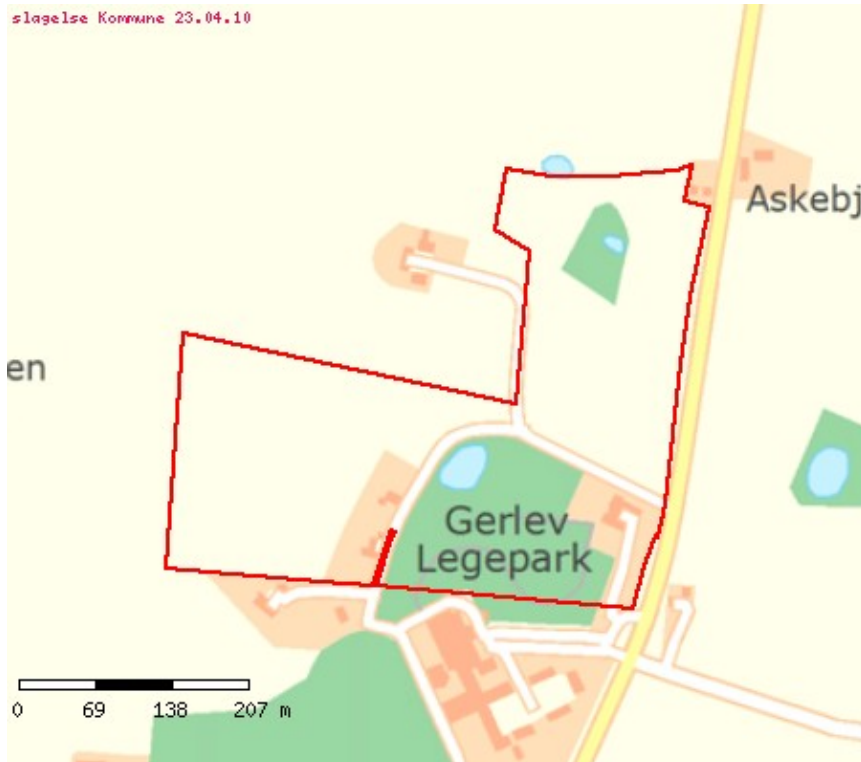 slagelse Kommune 23.04.10
Askebj
en
Gerlev
Legepark
0 69 138 207 m